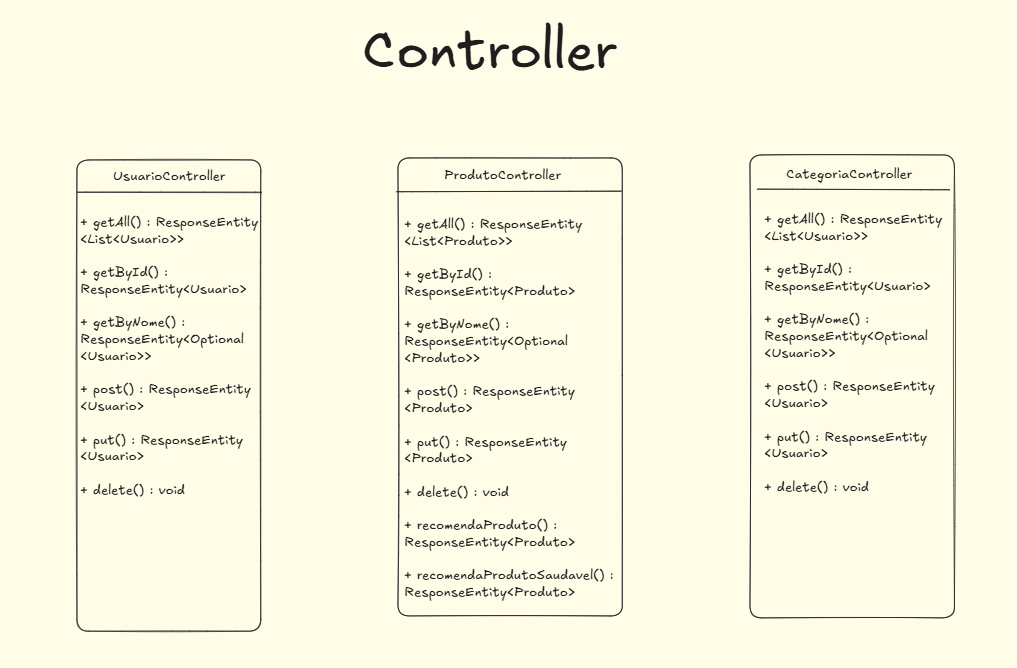 Controller
UsuarioController
+ getAll() : ResponseEntity
<List<Usuario>>
+ getById() :
ResponseEntity<Usuario>
+ getByNome() :
ResponseEntity<Optional
<Usuario>>
+ post() : ResponseEntity
<Usuario>
+ put() : ResponseEntity
<Usuario>
+ delete() : void
ProdutoController
+ getAll() : ResponseEntity
<List<Produto>>
+ getById() :
ResponseEntity<Produto>
+ getByNome() :
ResponseEntity<Optional
<Produto>>
+ post() : ResponseEntity
<Produto>
+ put() : ResponseEntity
<Produto>
+ delete() : void
+ recomendaProduto() :
ResponseEntity<Produto>
+ recomendaProdutoSaudavel() :
ResponseEntity<Produto>
CategoriaController
+ getAll() : ResponseEntity
<List<Usuario>>
+ getById() :
ResponseEntity<Usuario>
+ getByNome() :
ResponseEntity<Optional
<Usuario>>
+ post() : ResponseEntity
<Usuario>
+ put() : ResponseEntity
<Usuario>
+ delete() : void